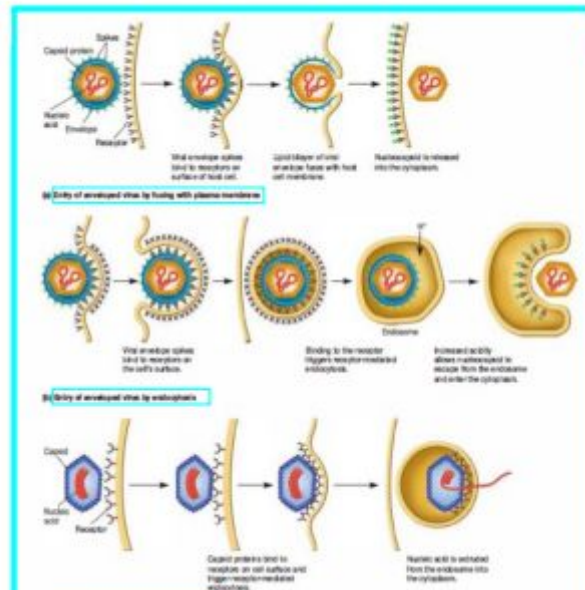 Spikes
Capsid protein
Nucleic
acid
Envelope
Receptor
Viral envelope spikes
bind to receptors on
surface of host cell.
Lipid bilayer of viral
envelope fuses with host
cell membrane.
Nucleocapsid is released
into the cytoplasm.
(a) Entry of enveloped virus by fusing with plasma membrane
H⁺
Endosome
Viral envelope spikes
bind to receptors on
the cell's surface.
Binding to the receptor
triggers receptor-mediated
endocytosis.
Increased acidity
allows nucleocapsid to
escape from the endosome
and enter the cytoplasm.
(b) Entry of enveloped virus by endocytosis
Capsid
Nucleic
acid
Receptor
Capsid proteins bind to
receptors on cell surface and
trigger receptor-mediated
endocytosis.
Nucleic acid is extruded
from the endosome into
the cytoplasm.